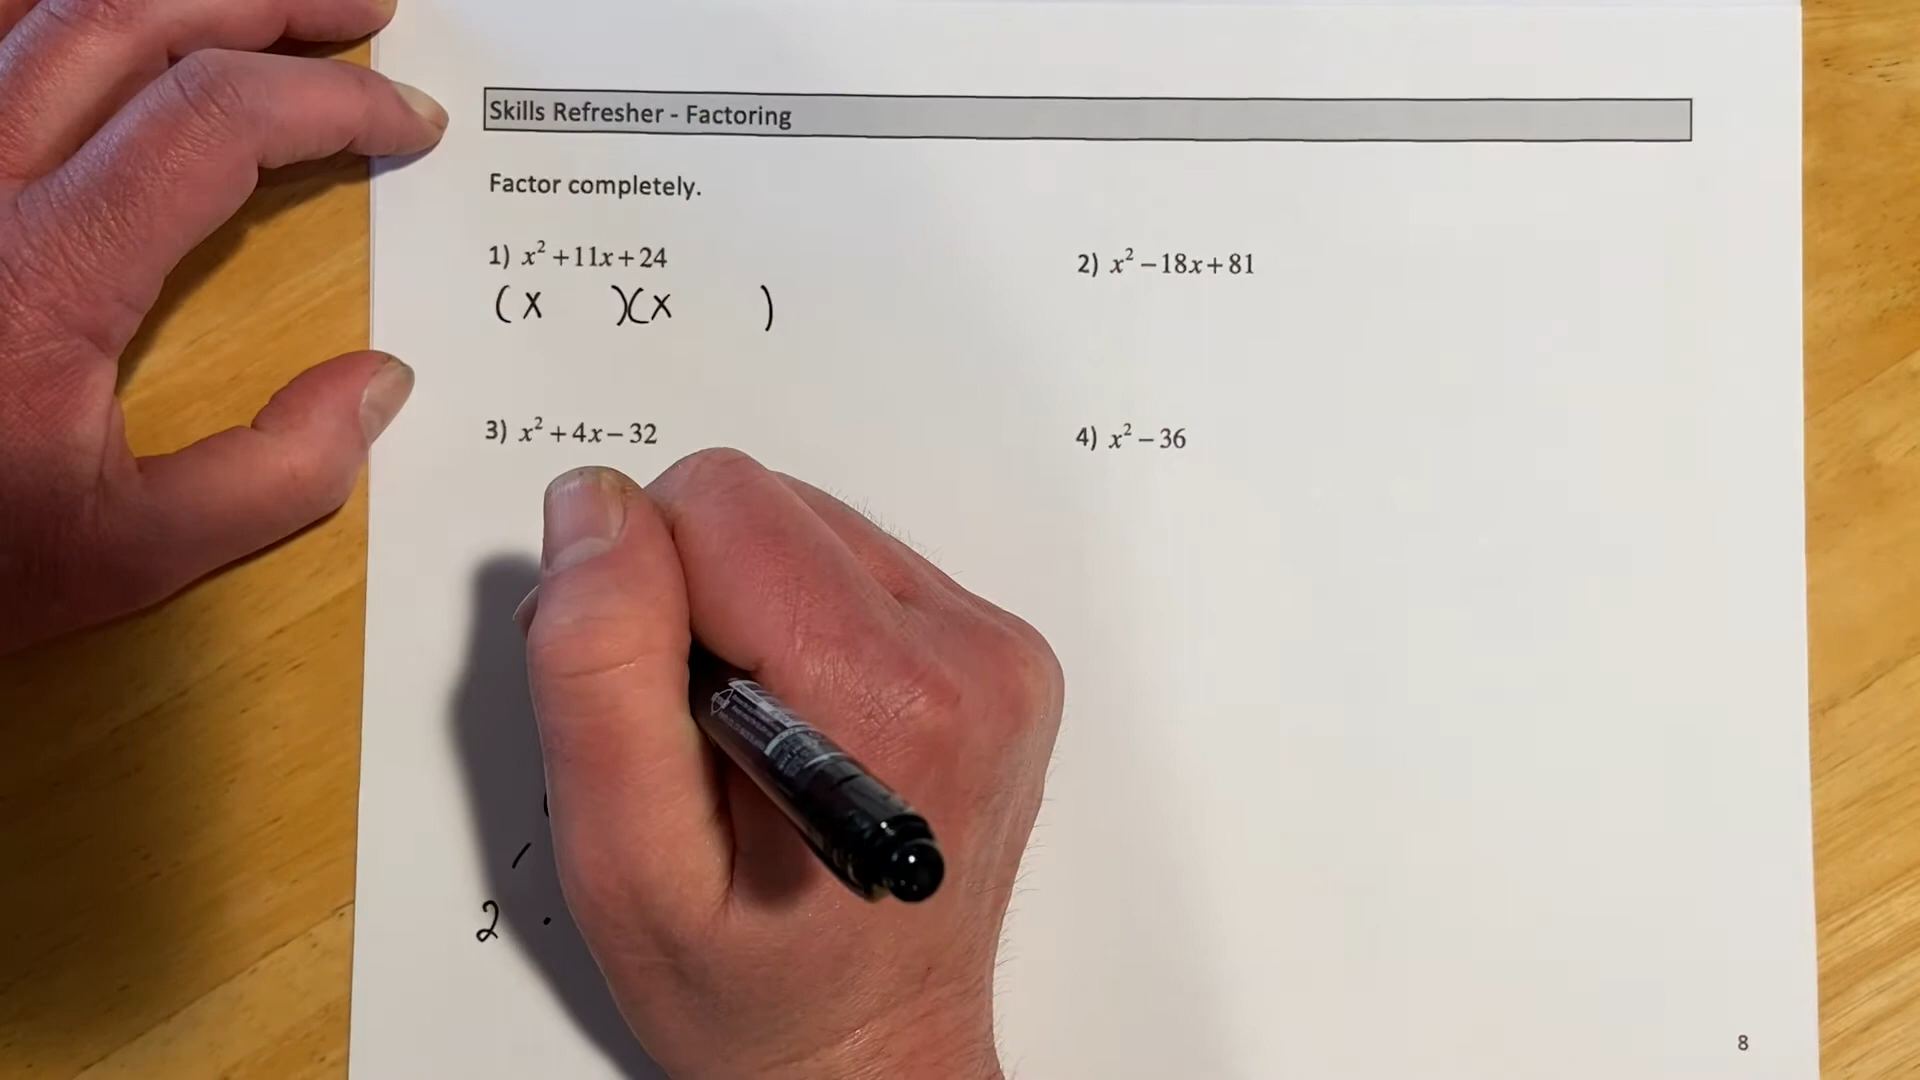 Skills Refresher - Factoring
Factor completely.
1) x² +11x+24
2) x² −18x+81
(x )(x )
3) x² +4x−32
4) x² −36
2 ·
8